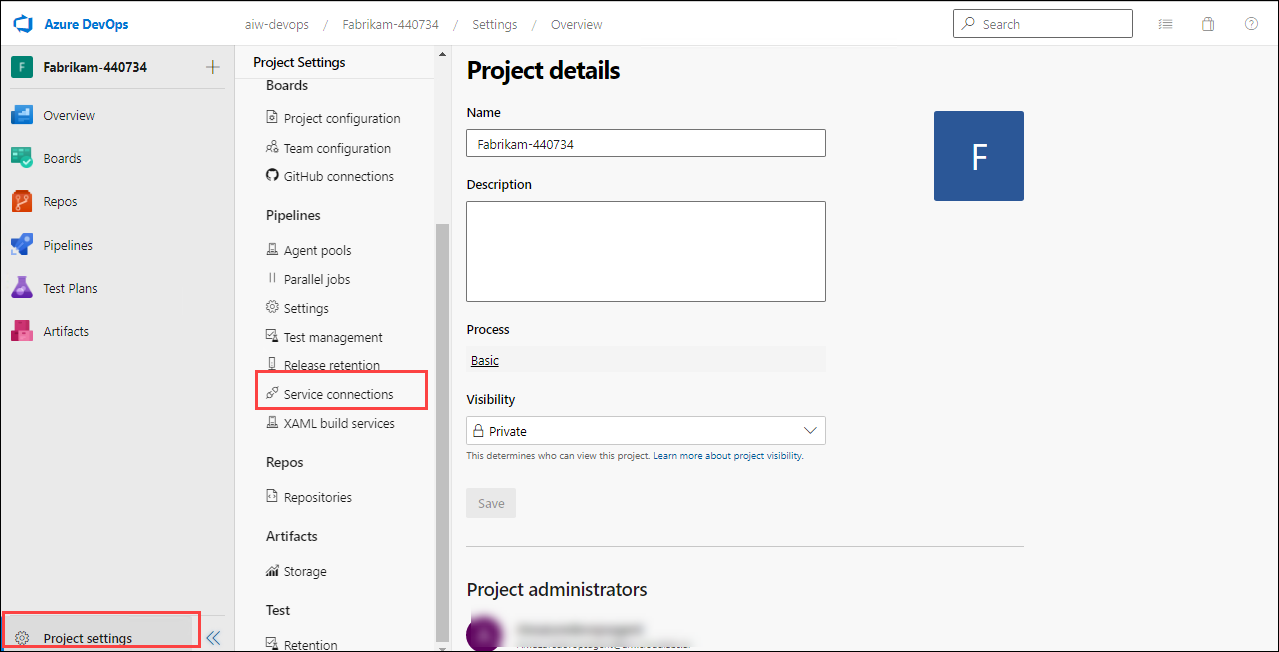 Azure DevOps
aiw-devops / Fabrikam-440734 / Settings / Overview
Search
F Fabrikam-440734
Overview
Boards
Repos
Pipelines
Test Plans
Artifacts
Project settings
Project Settings
Boards
Project configuration
Team configuration
GitHub connections
Pipelines
Agent pools
Parallel jobs
Settings
Test management
Release retention
Service connections
XAML build services
Repos
Repositories
Artifacts
Storage
Test
Retention
Project details
Name
Fabrikam-440734
F
Description
Process
Basic
Visibility
Private
This determines who can view this project. Learn more about project visibility.
Save
Project administrators